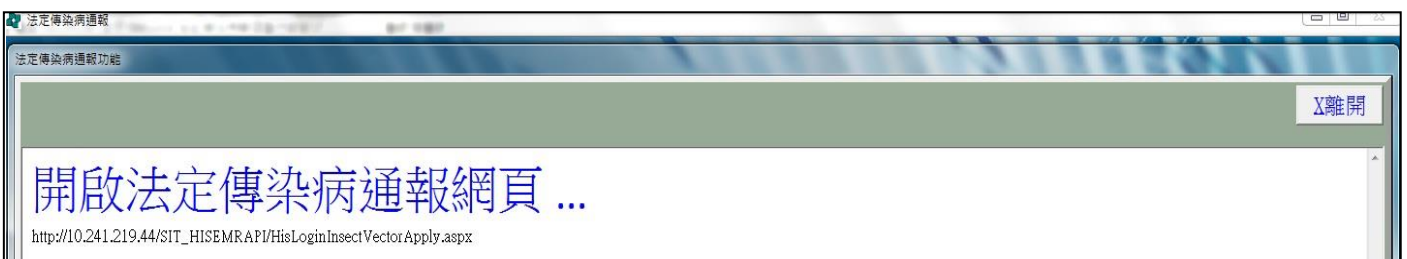 法定傳染病通報
法定傳染病通報功能
X離開
開啟法定傳染病通報網頁 ...
http://10.241.219.44/SIT_HISEMRAPI/HisLoginInsectVectorApply.aspx